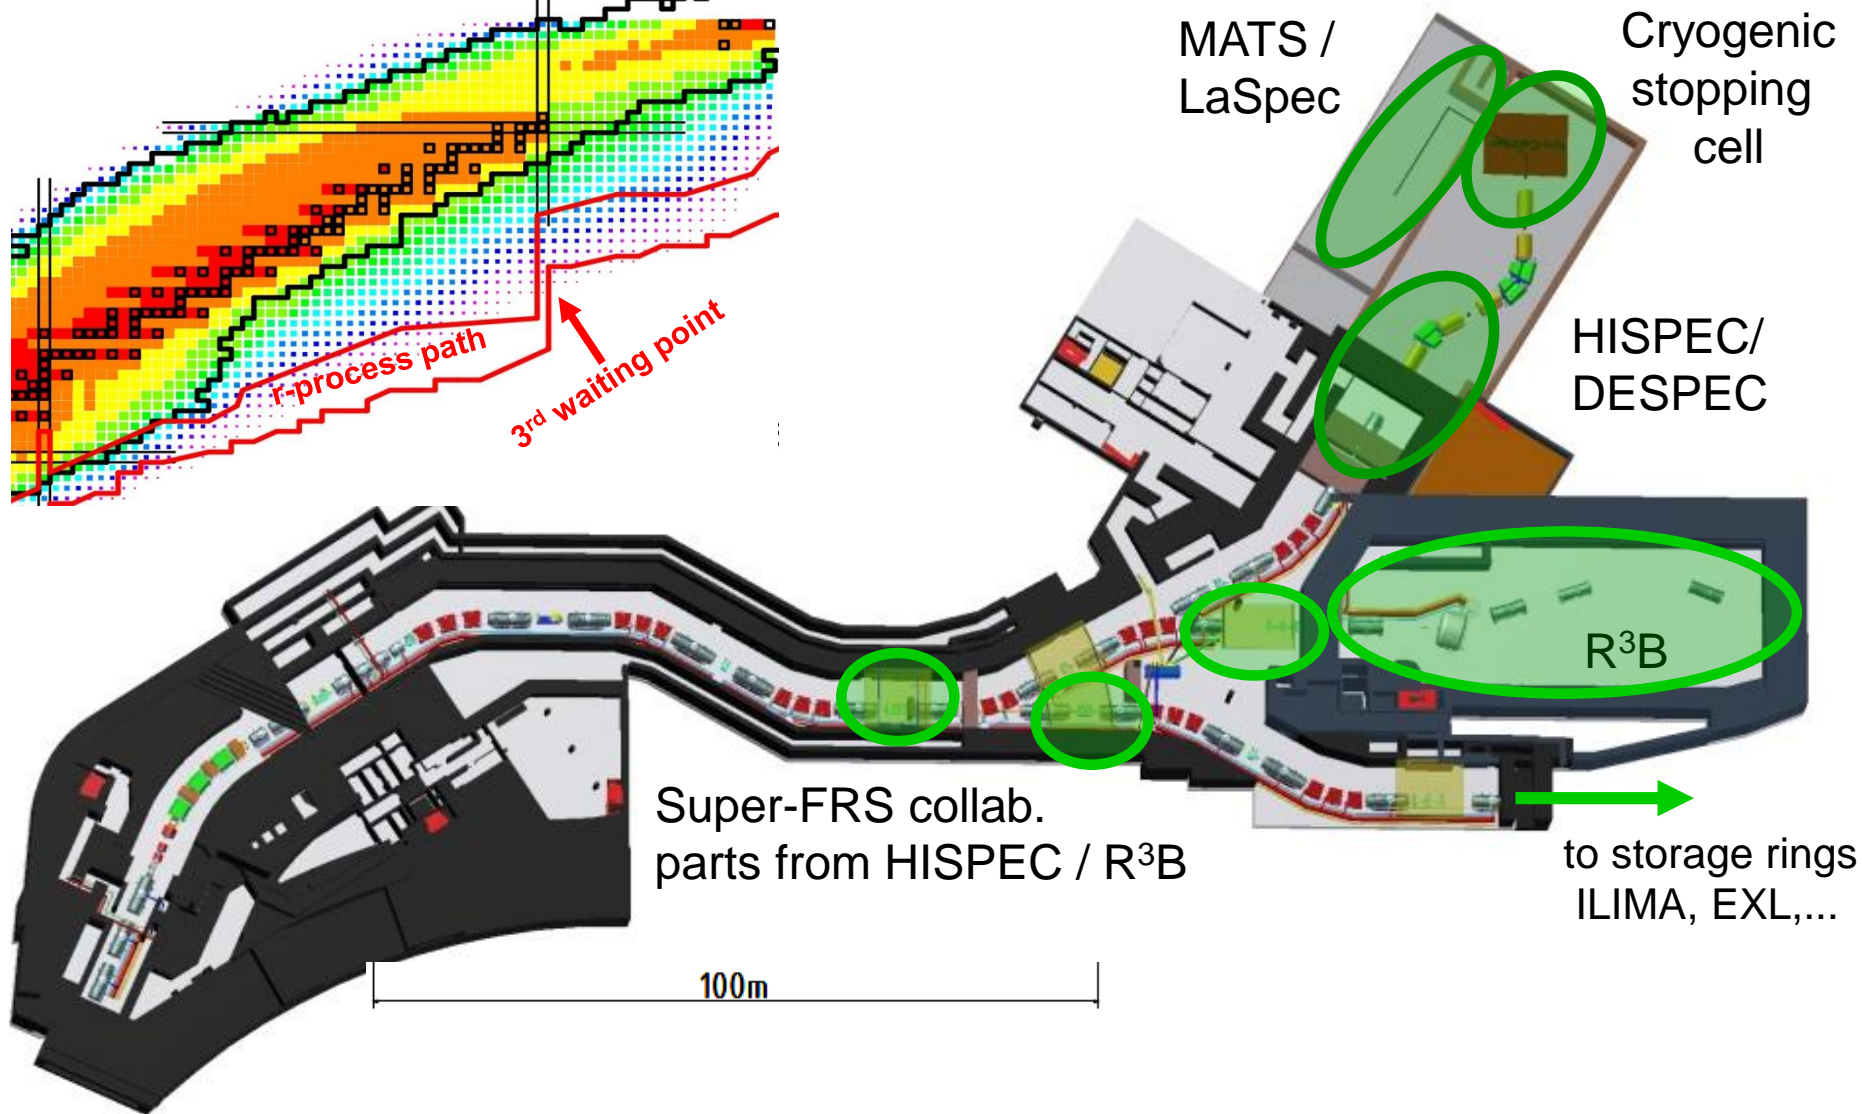 MATS /
LaSpec
Cryogenic
stopping
cell
r-process path
3rd waiting point
HISPEC/
DESPEC
R³B
Super-FRS collab.
parts from HISPEC / R³B
to storage rings
ILIMA, EXL,...
100m